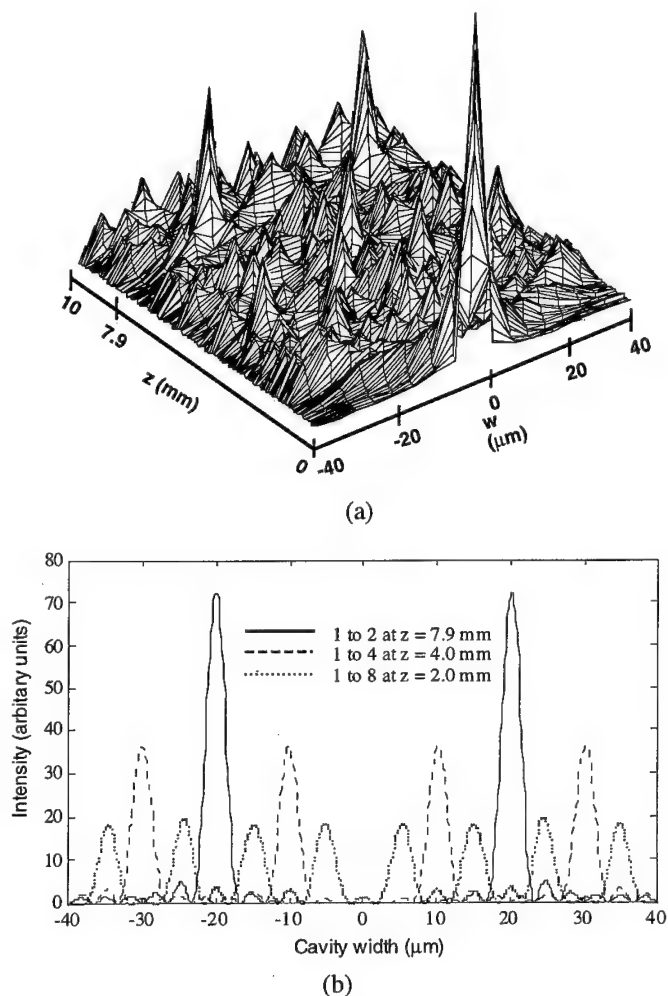 10
7.9
z (mm)
0
-40
-20
0
w
(μm)
20
40
(a)
80
70
60
50
40
30
20
10
0
Intensity (arbitary units)
1 to 2 at z = 7.9 mm
1 to 4 at z = 4.0 mm
1 to 8 at z = 2.0 mm
-40 -30 -20 -10 0 10 20 30 40
Cavity width (μm)
(b)